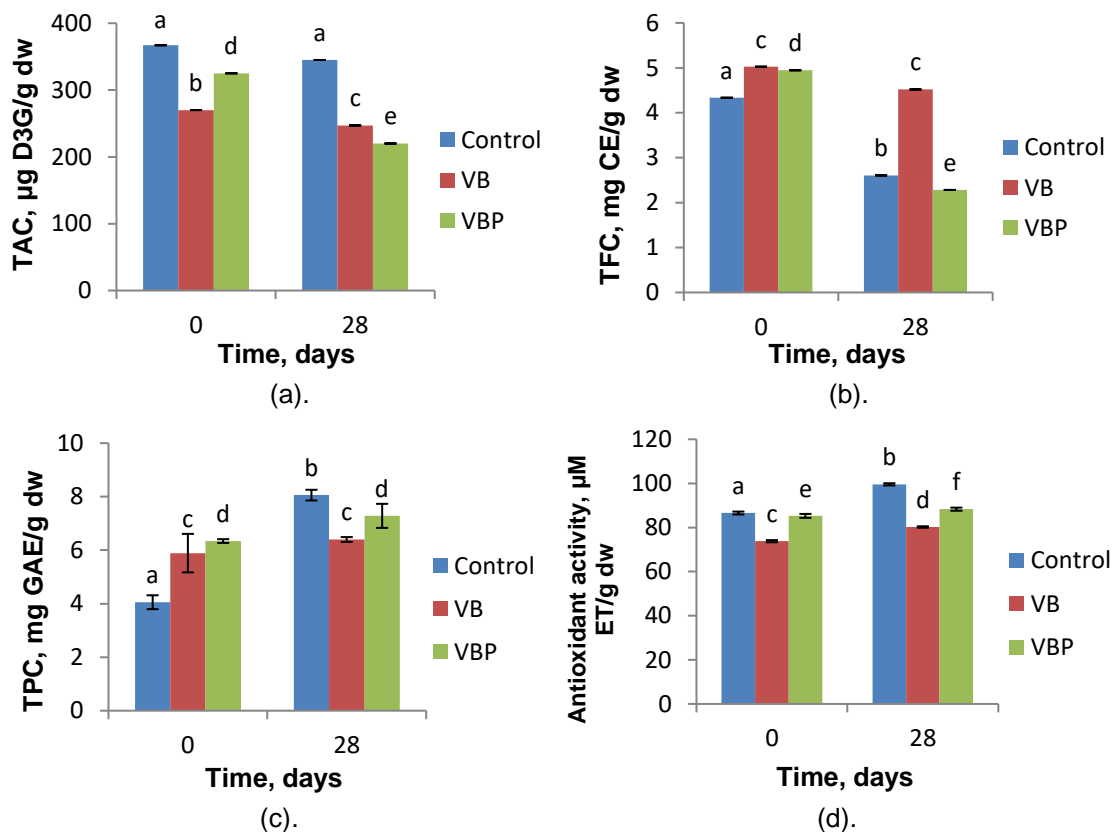 TAC, µg D3G/g dw
400
300
200
100
0
a
b
d
a
c
e
0
28
Time, days
Control
VB
VBP
(a).
TFC, mg CE/g dw
6
5
4
3
2
1
0
a
c
d
b
c
e
0
28
Time, days
Control
VB
VBP
(b).
TPC, mg GAE/g dw
10
8
6
4
2
0
a
c
d
b
c
d
0
28
Time, days
Control
VB
VBP
(c).
Antioxidant activity, µM
ET/g dw
120
100
80
60
40
20
0
a
c
e
b
d
f
0
28
Time, days
Control
VB
VBP
(d).